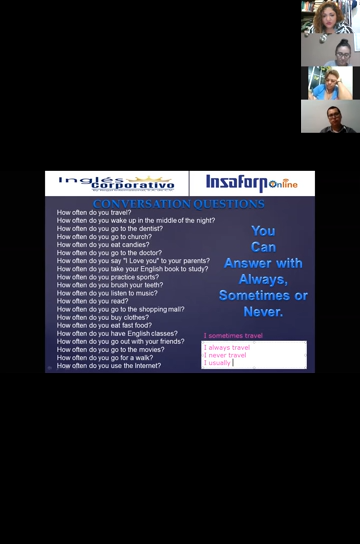 Inglés
Corporativo
Insaforp Online
CONVERSATION QUESTIONS
How often do you travel?
How often do you wake up in the middle of the night?
How often do you go to the dentist?
How often do you go to church?
How often do you eat candies?
How often do you go to the doctor?
How often do you say "I Love you" to your parents?
How often do you take your English book to study?
How often do you practice sports?
How often do you brush your teeth?
How often do you listen to music?
How often do you read?
How often do you go to the shopping mall?
How often do you buy clothes?
How often do you eat fast food?
How often do you have English classes?
How often do you go out with your friends?
How often do you go to the movies?
How often do you go for a walk?
How often do you use the Internet?
You
Can
Answer with
Always,
Sometimes or
Never.
I sometimes travel
I always travel
I never travel
I usually